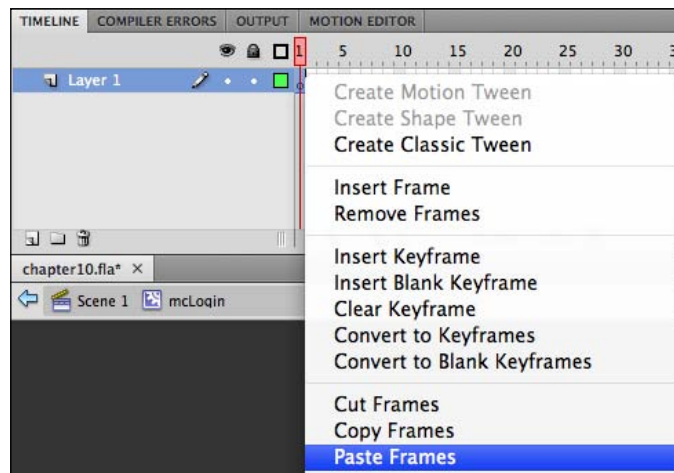 TIMELINE COMPILER ERRORS OUTPUT MOTION EDITOR
1 5 10 15 20 25 30
Layer 1
Create Motion Tween
Create Shape Tween
Create Classic Tween
Insert Frame
Remove Frames
Insert Keyframe
Insert Blank Keyframe
Clear Keyframe
Convert to Keyframes
Convert to Blank Keyframes
Cut Frames
Copy Frames
Paste Frames
chapter10.fla* ×
Scene 1 mcLogin